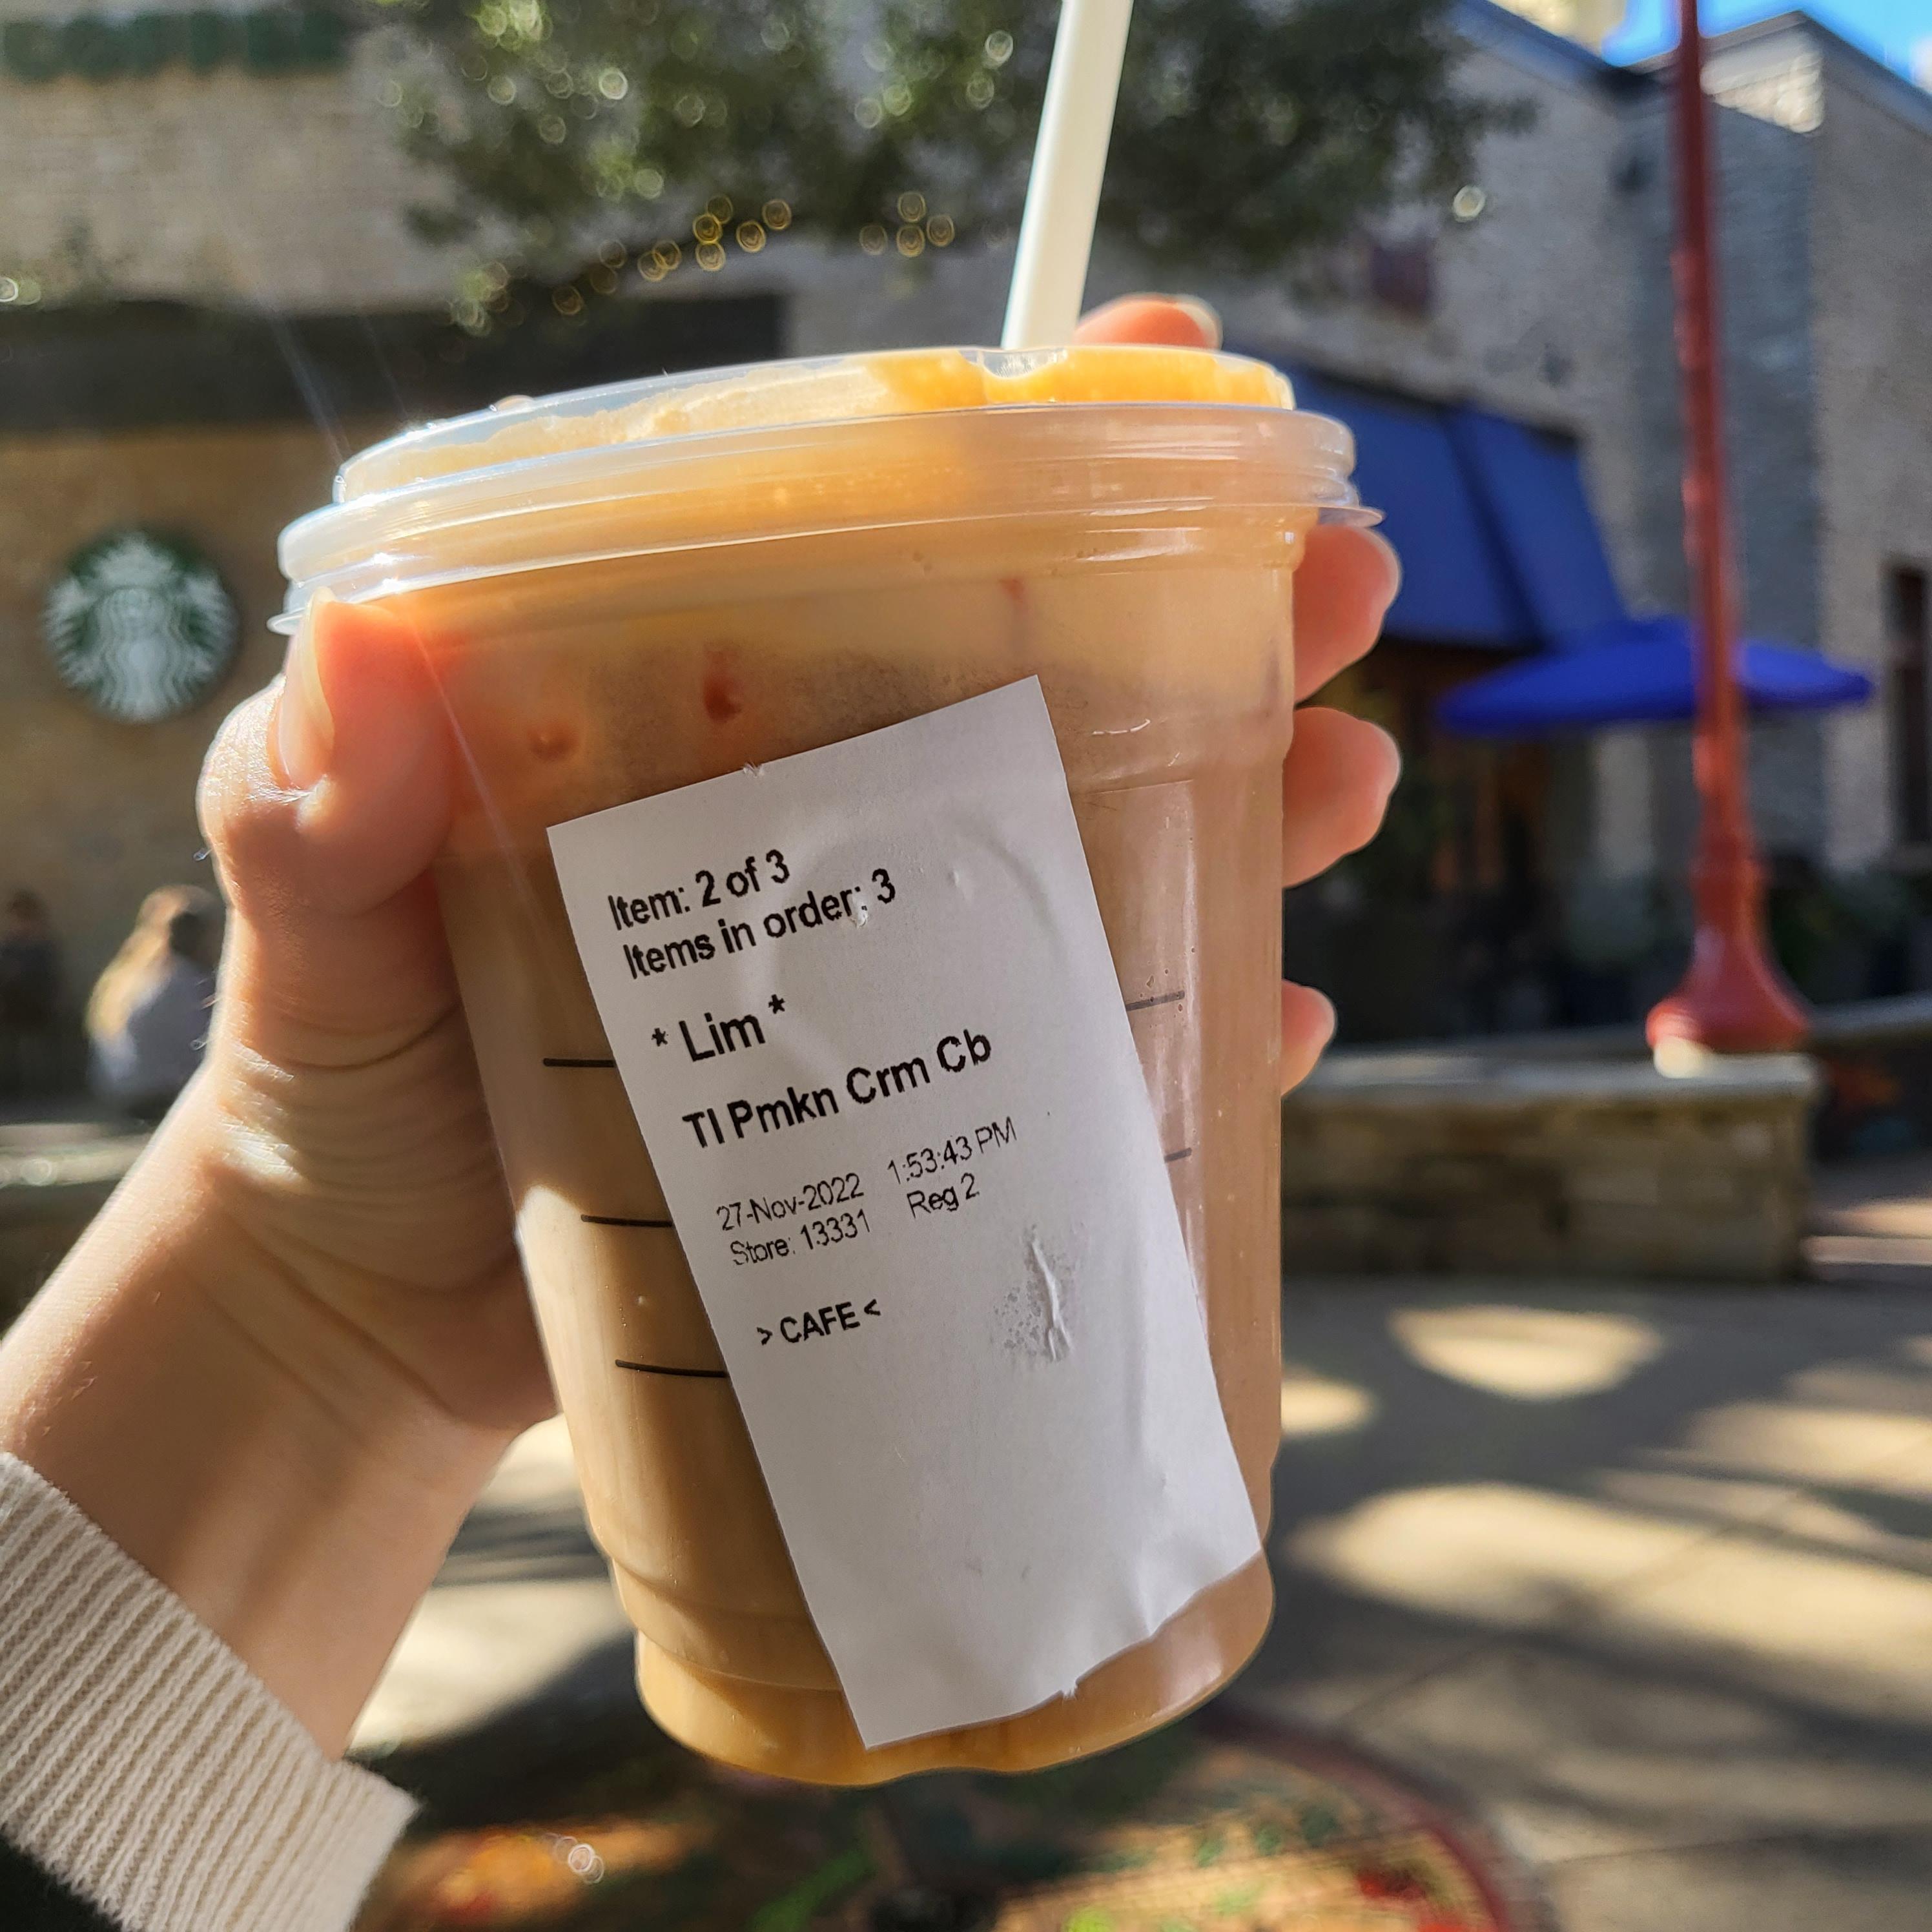 Item: 2 of 3
Items in order: 3
* Lim *
Tl Pmkn Crm Cb
27-Nov-2022 1:53:43 PM
Store: 13331 Reg 2
> CAFE <